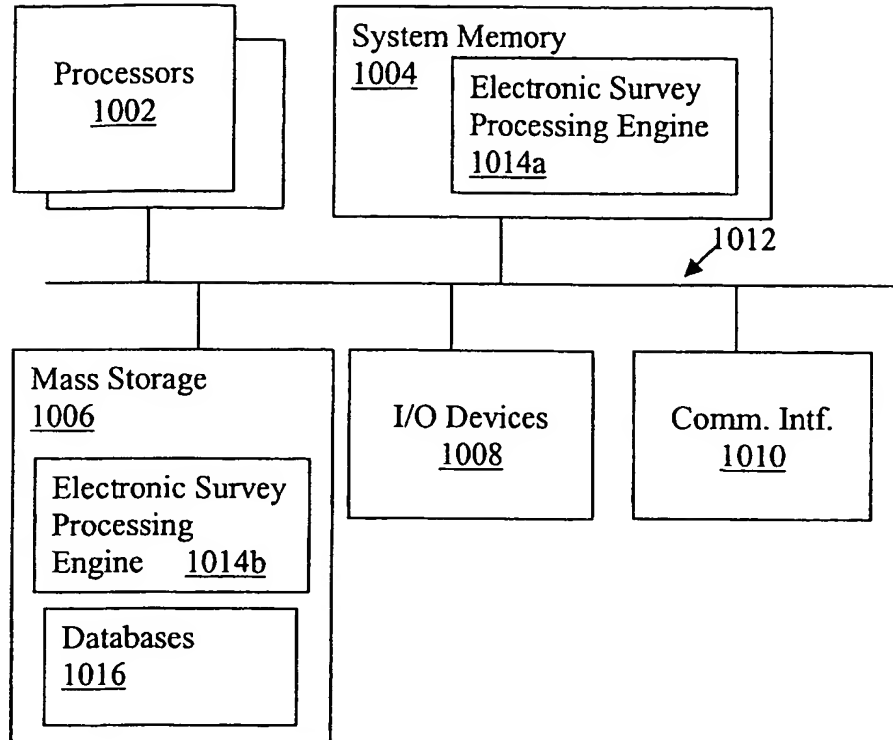 Processors
1002
System Memory
1004
Electronic Survey
Processing Engine
1014a
1012
Mass Storage
1006
Electronic Survey
Processing
Engine 1014b
Databases
1016
I/O Devices
1008
Comm. Intf.
1010